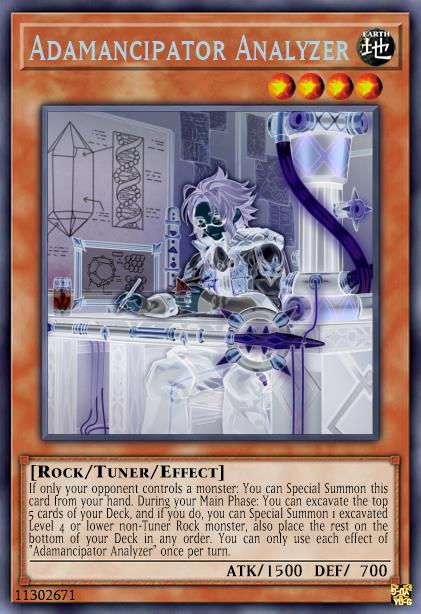 ADAMANCIPATOR ANALYZER
EARTH
地
[ROCK/TUNER/EFFECT]
If only your opponent controls a monster: You can Special Summon this
card from your hand. During your Main Phase: You can excavate the top
5 cards of your Deck, and if you do, you can Special Summon 1 excavated
Level 4 or lower non-Tuner Rock monster, also place the rest on the
bottom of your Deck in any order. You can only use each effect of
"Adamancipator Analyzer" once per turn.
ATK/1500 DEF/ 700
11302671